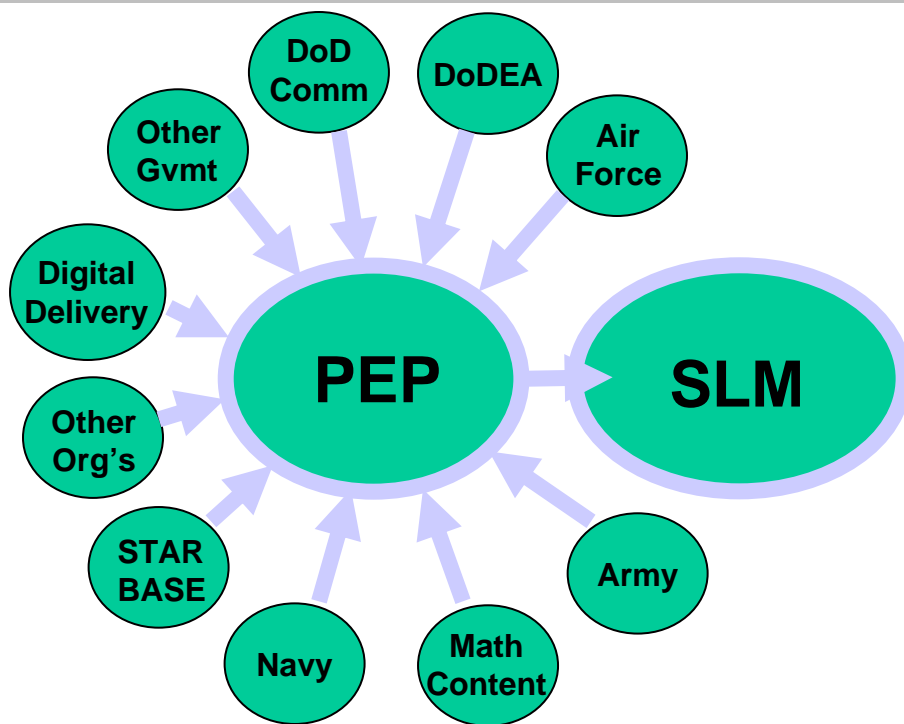 DoD
Comm
DoDEA
Other
Gvmt
Air
Force
Digital
Delivery
PEP
SLM
Other
Org's
STAR
BASE
Army
Navy
Math
Content